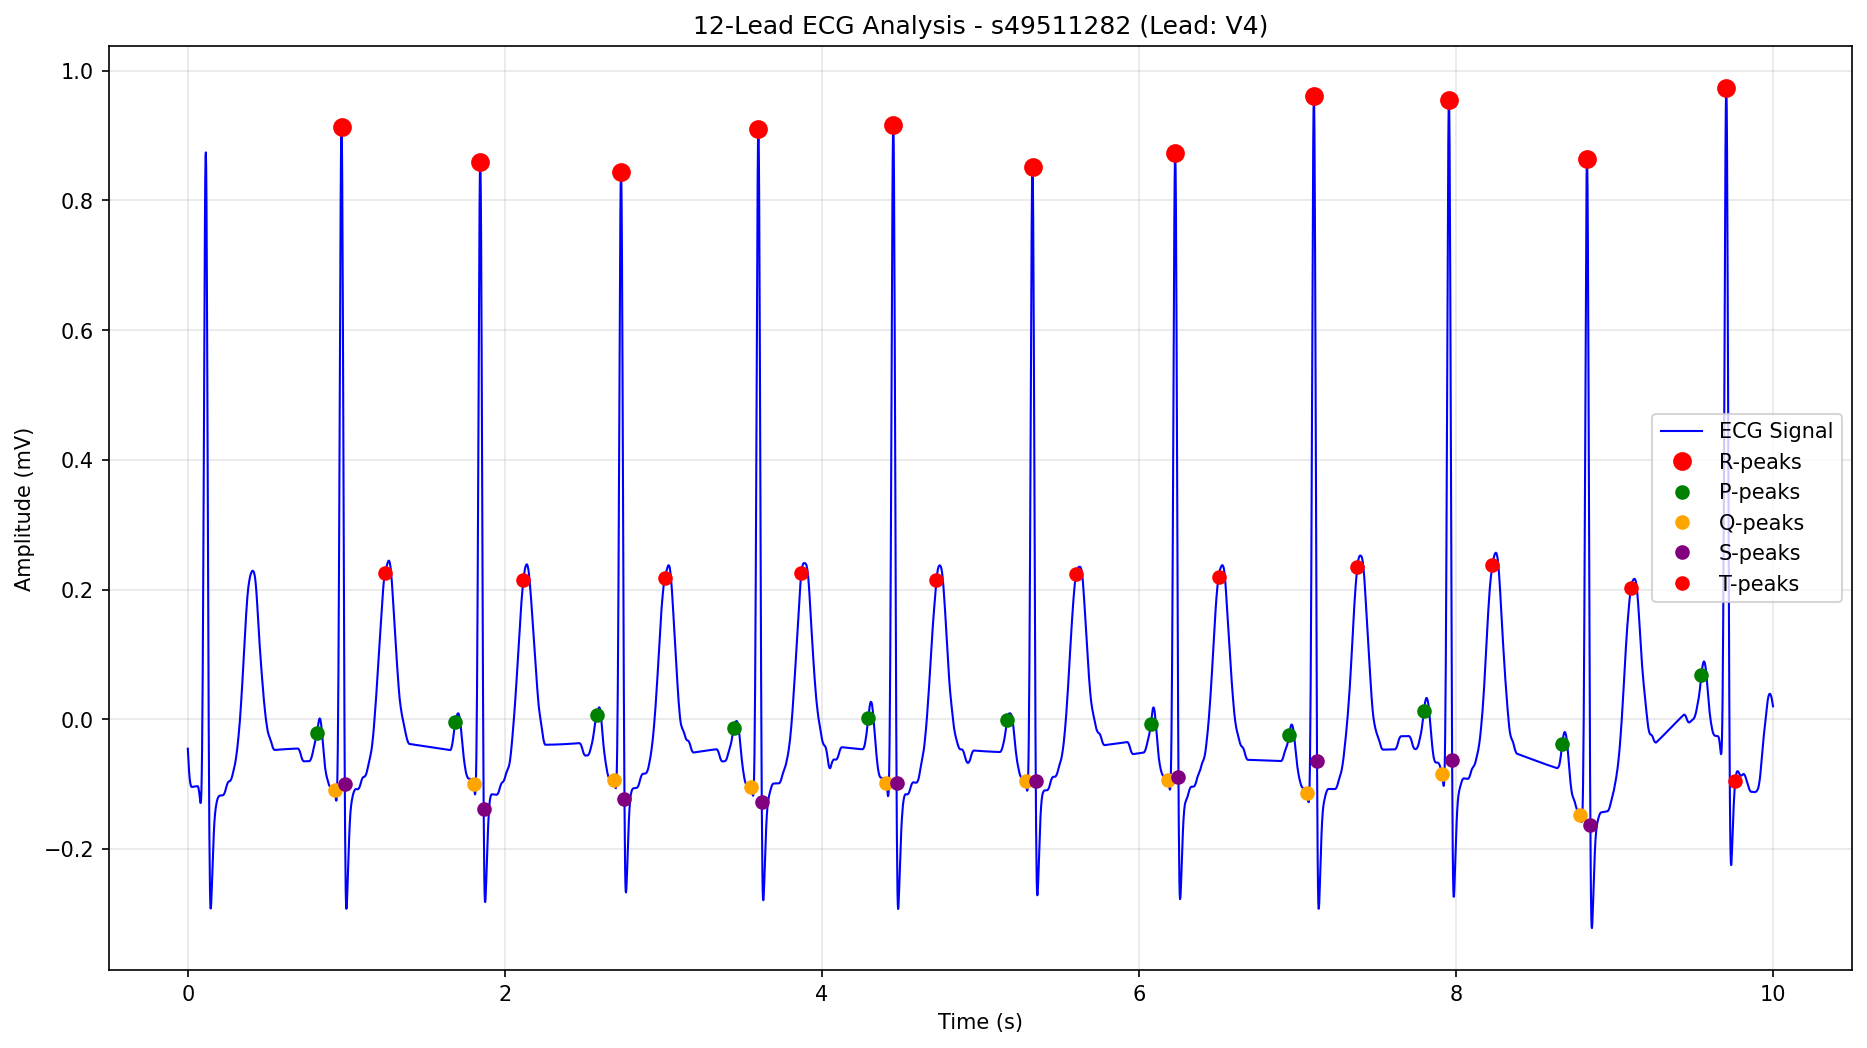 12-Lead ECG Analysis - s49511282 (Lead: V4)
1.0
0.8
0.6
0.4
0.2
0.0
−0.2
Amplitude (mV)
ECG Signal
R-peaks
P-peaks
Q-peaks
S-peaks
T-peaks
0 2 4 6 8 10
Time (s)